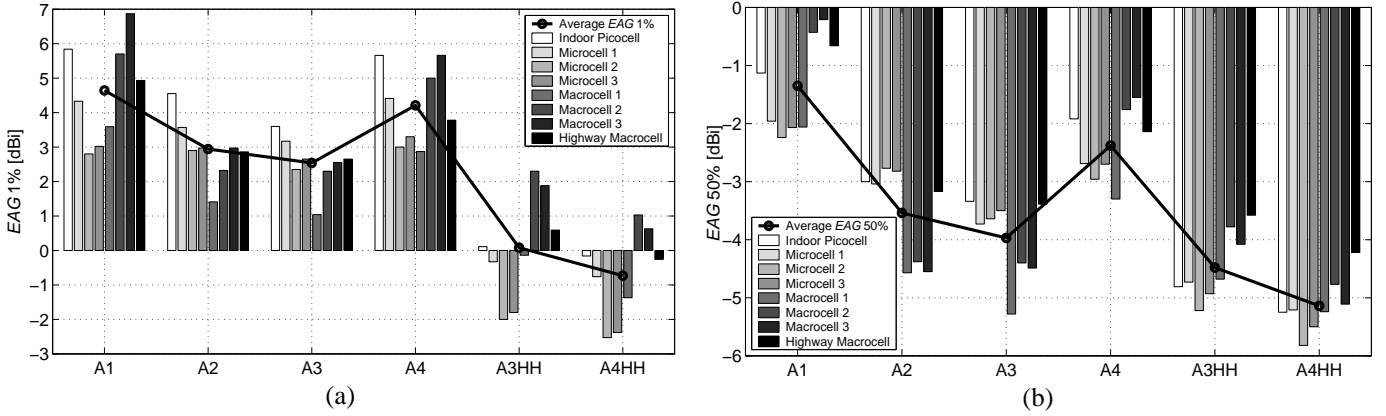 7
6
5
4
3
2
1
0
−1
−2
−3
EAG 1% [dBi]
Average EAG 1%
Indoor Picocell
Microcell 1
Microcell 2
Microcell 3
Macrocell 1
Macrocell 2
Macrocell 3
Highway Macrocell
A1 A2 A3 A4 A3HH A4HH
(a)
0
−1
−2
−3
−4
−5
−6
EAG 50% [dBi]
Average EAG 50%
Indoor Picocell
Microcell 1
Microcell 2
Microcell 3
Macrocell 1
Macrocell 2
Macrocell 3
Highway Macrocell
A1 A2 A3 A4 A3HH A4HH
(b)